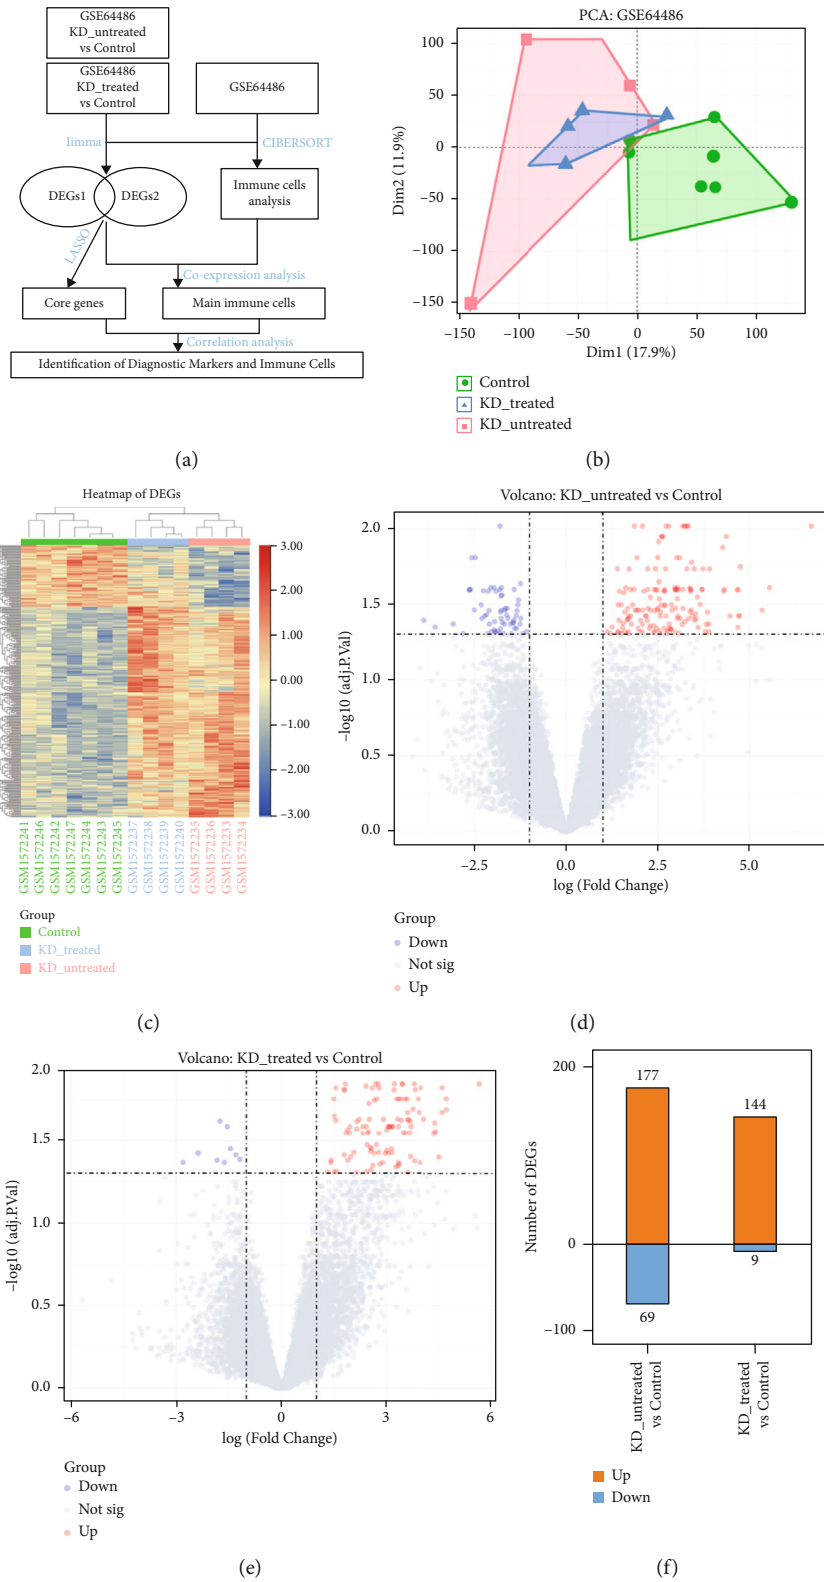 GSE64486
KD_untreated
vs Control
GSE64486
KD_treated
vs Control
GSE64486
Iimma
CIBERSORT
DEGs1
DEGs2
Immune cells
analysis
LASSO
Co-expression analysis
Core genes
Main immune cells
Correlation analysis
Identification of Diagnostic Markers and Immune Cells
(a)
PCA: GSE64486
Dim2 (11.9%)
100
50
0
−50
−100
−150
−150
−100
−50
0
50
100
Dim1 (17.9%)
Control
KD_treated
KD_untreated
(b)
Heatmap of DEGs
3.00
2.00
1.00
0.00
−1.00
−2.00
−3.00
GSM1572241
GSM1572246
GSM1572242
GSM1572247
GSM1572244
GSM1572243
GSM1572245
GSM1572237
GSM1572238
GSM1572239
GSM1572240
GSM1572235
GSM1572236
GSM1572233
GSM1572234
Group
Control
KD_treated
KD_untreated
(c)
Volcano: KD_untreated vs Control
−log10 (adj.P.Val)
2.0
1.5
1.0
0.5
0.0
−2.5
0.0
2.5
5.0
log (Fold Change)
Group
Down
Not sig
Up
(d)
Volcano: KD_treated vs Control
−log10 (adj.P.Val)
2.0
1.5
1.0
0.5
0.0
−6
−3
0
3
6
log (Fold Change)
Group
Down
Not sig
Up
(e)
Number of DEGs
200
0
−100
177
144
69
9
KD_untreated
vs Control
KD_treated
vs Control
Up
Down
(f)